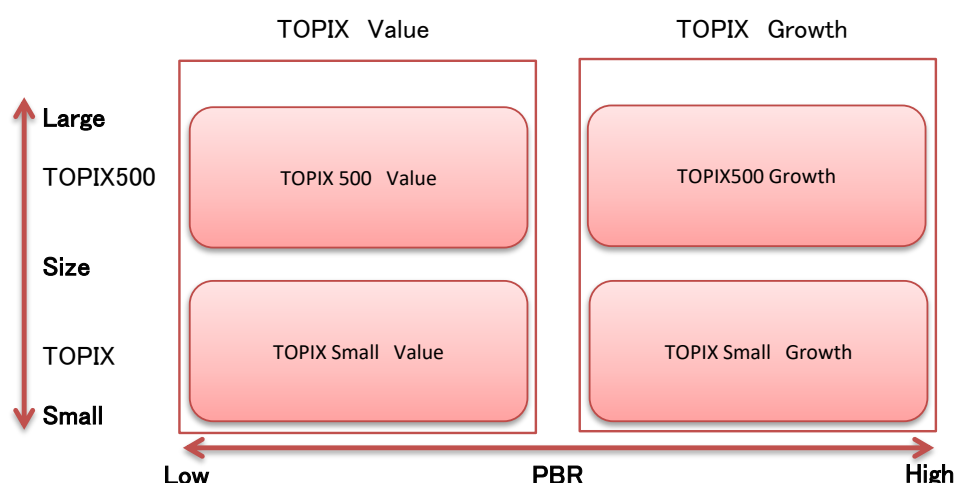 TOPIX Value
TOPIX Growth
Large
TOPIX500
Size
TOPIX
Small
TOPIX 500 Value
TOPIX500 Growth
TOPIX Small Value
TOPIX Small Growth
Low
PBR
High